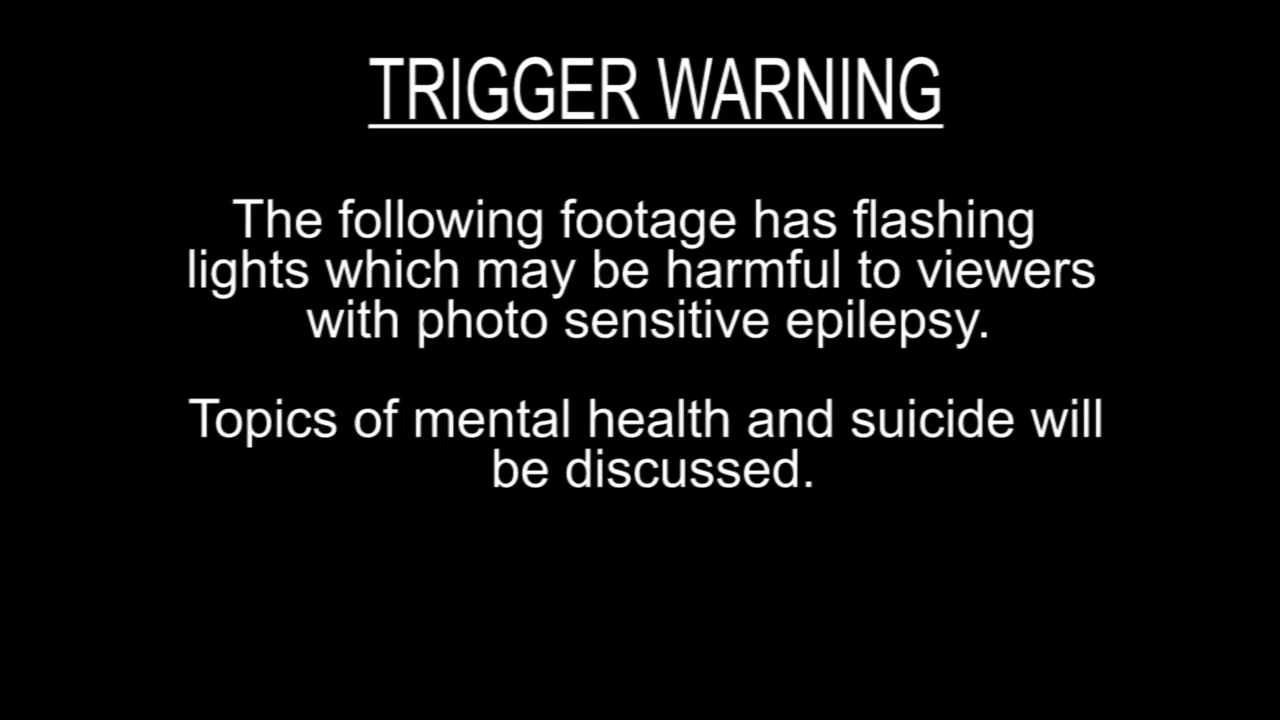 TRIGGER WARNING
The following footage has flashing
lights which may be harmful to viewers
with photo sensitive epilepsy.
Topics of mental health and suicide will
be discussed.